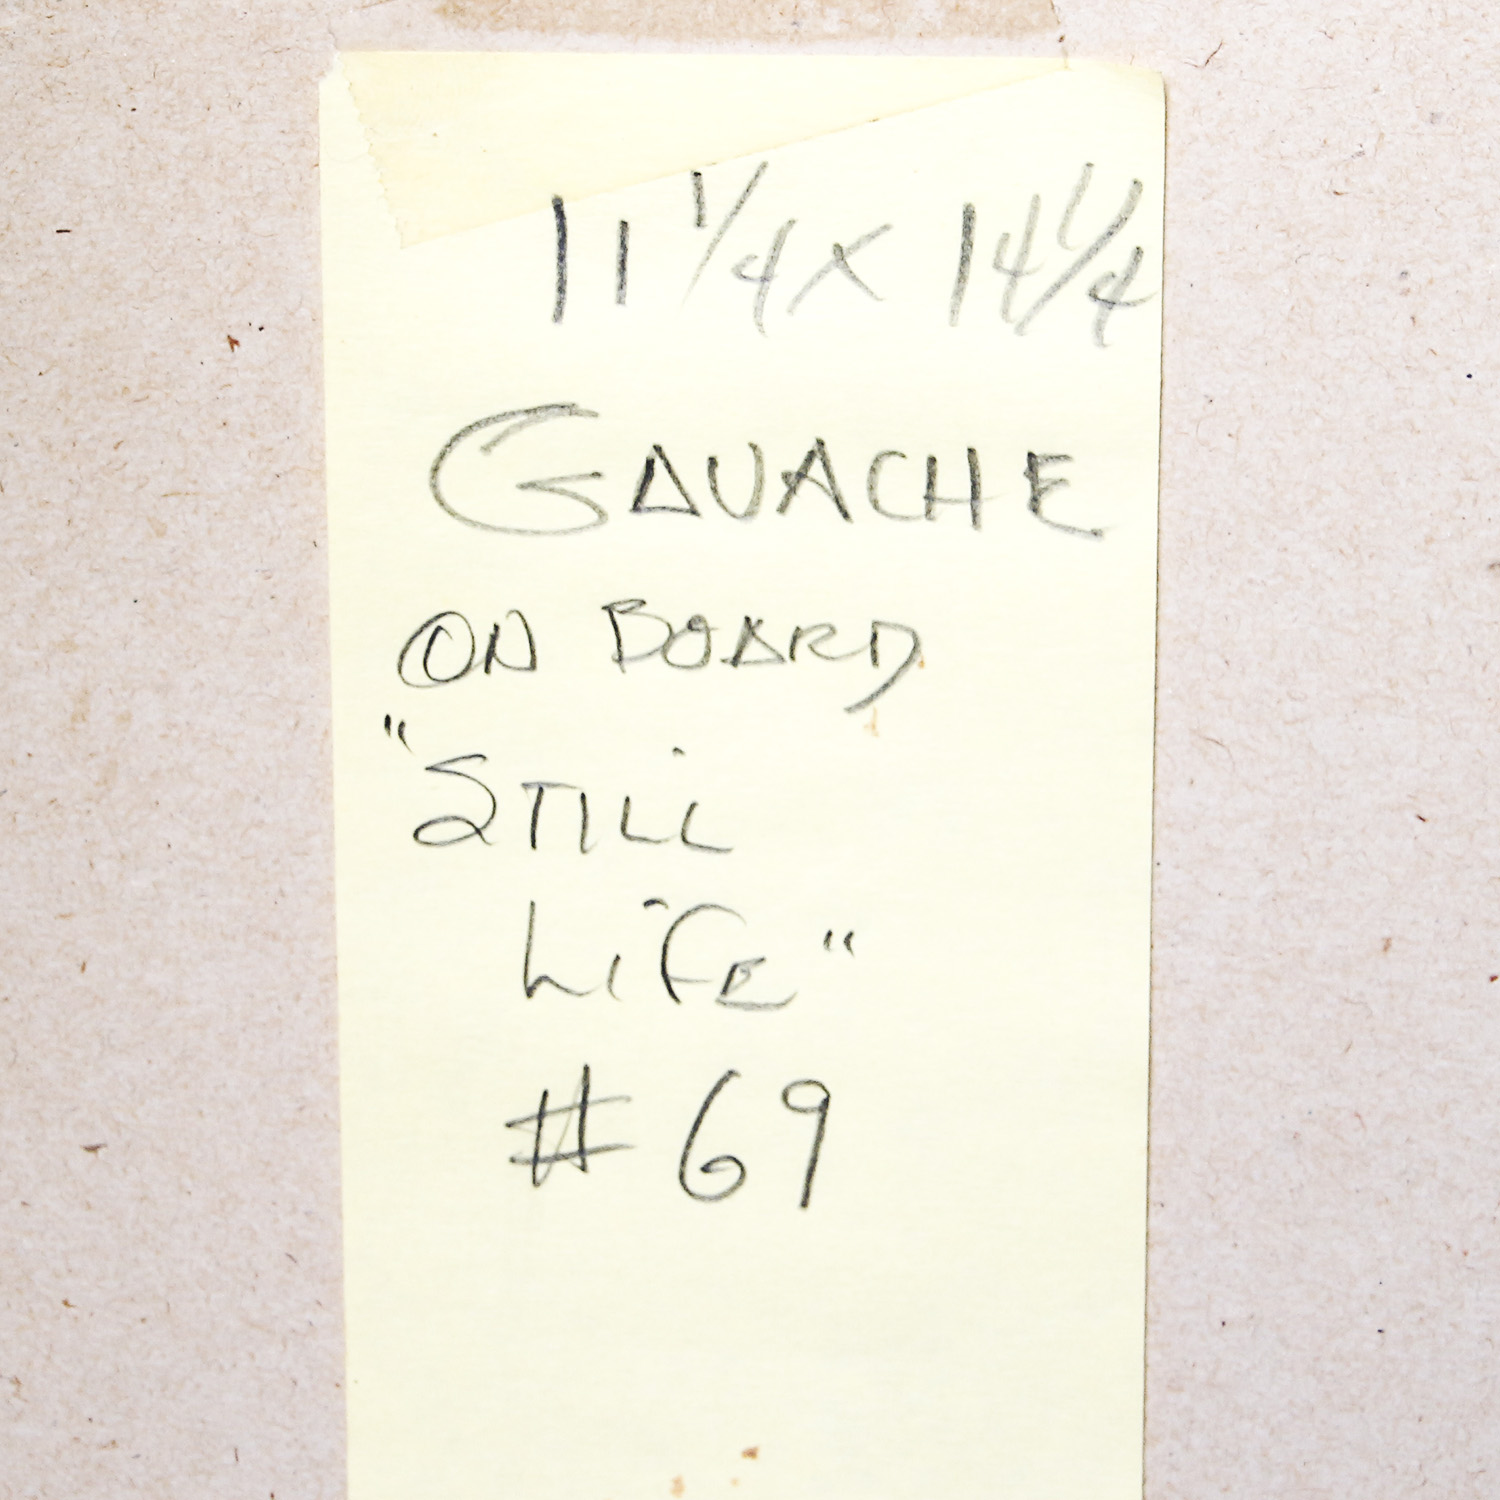 11 1/4 x 14 1/4
GAUACHE
ON BOARD
"STILL
LiFE"
# 69